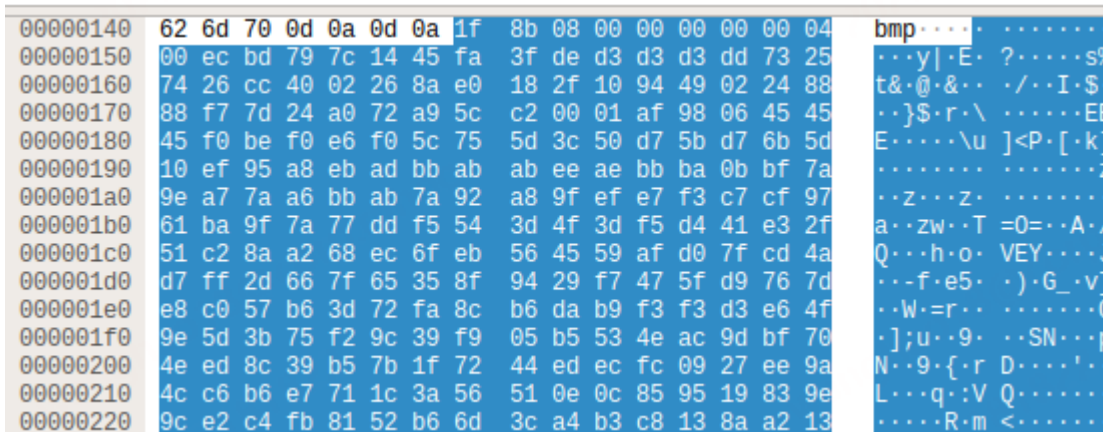 00000140 62 6d 70 0d 0a 0d 0a 1f 8b 08 00 00 00 00 00 04 bmp···· ·······
00000150 00 ec bd 79 7c 14 45 fa 3f de d3 d3 d3 dd 73 25 ···y|·E· ?·····s%
00000160 74 26 cc 40 02 26 8a e0 18 2f 10 94 49 02 24 88 t&·@·&·· ·/··I·$
00000170 88 f7 7d 24 a0 72 a9 5c c2 00 01 af 98 06 45 45 ··}$·r·\ ······EE
00000180 45 f0 be f0 e6 f0 5c 75 5d 3c 50 d7 5b d7 6b 5d E·····\u ]<P·[·k]
00000190 10 ef 95 a8 eb ad bb ab ab ee ae bb ba 0b bf 7a ········ ·······z
000001a0 9e a7 7a a6 bb ab 7a 92 a8 9f ef e7 f3 c7 cf 97 ··z···z· ·······
000001b0 61 ba 9f 7a 77 dd f5 54 3d 4f 3d f5 d4 41 e3 2f a··zw··T =O=··A·/
000001c0 51 c2 8a a2 68 ec 6f eb 56 45 59 af d0 7f cd 4a Q···h·o· VEY····J
000001d0 d7 ff 2d 66 7f 65 35 8f 94 29 f7 47 5f d9 76 7d ··-f·e5· ·)·G_·v}
000001e0 e8 c0 57 b6 3d 72 fa 8c b6 da b9 f3 f3 d3 e6 4f ··W·=r·· ·······O
000001f0 9e 5d 3b 75 f2 9c 39 f9 05 b5 53 4e ac 9d bf 70 ·];u··9· ··SN···p
00000200 4e ed 8c 39 b5 7b 1f 72 44 ed ec fc 09 27 ee 9a N··9·{·r D····'·
00000210 4c c6 b6 e7 71 1c 3a 56 51 0e 0c 85 95 19 83 9e L···q·:V Q······
00000220 9c e2 c4 fb 81 52 b6 6d 3c a4 b3 c8 13 8a a2 13 ·····R·m <······